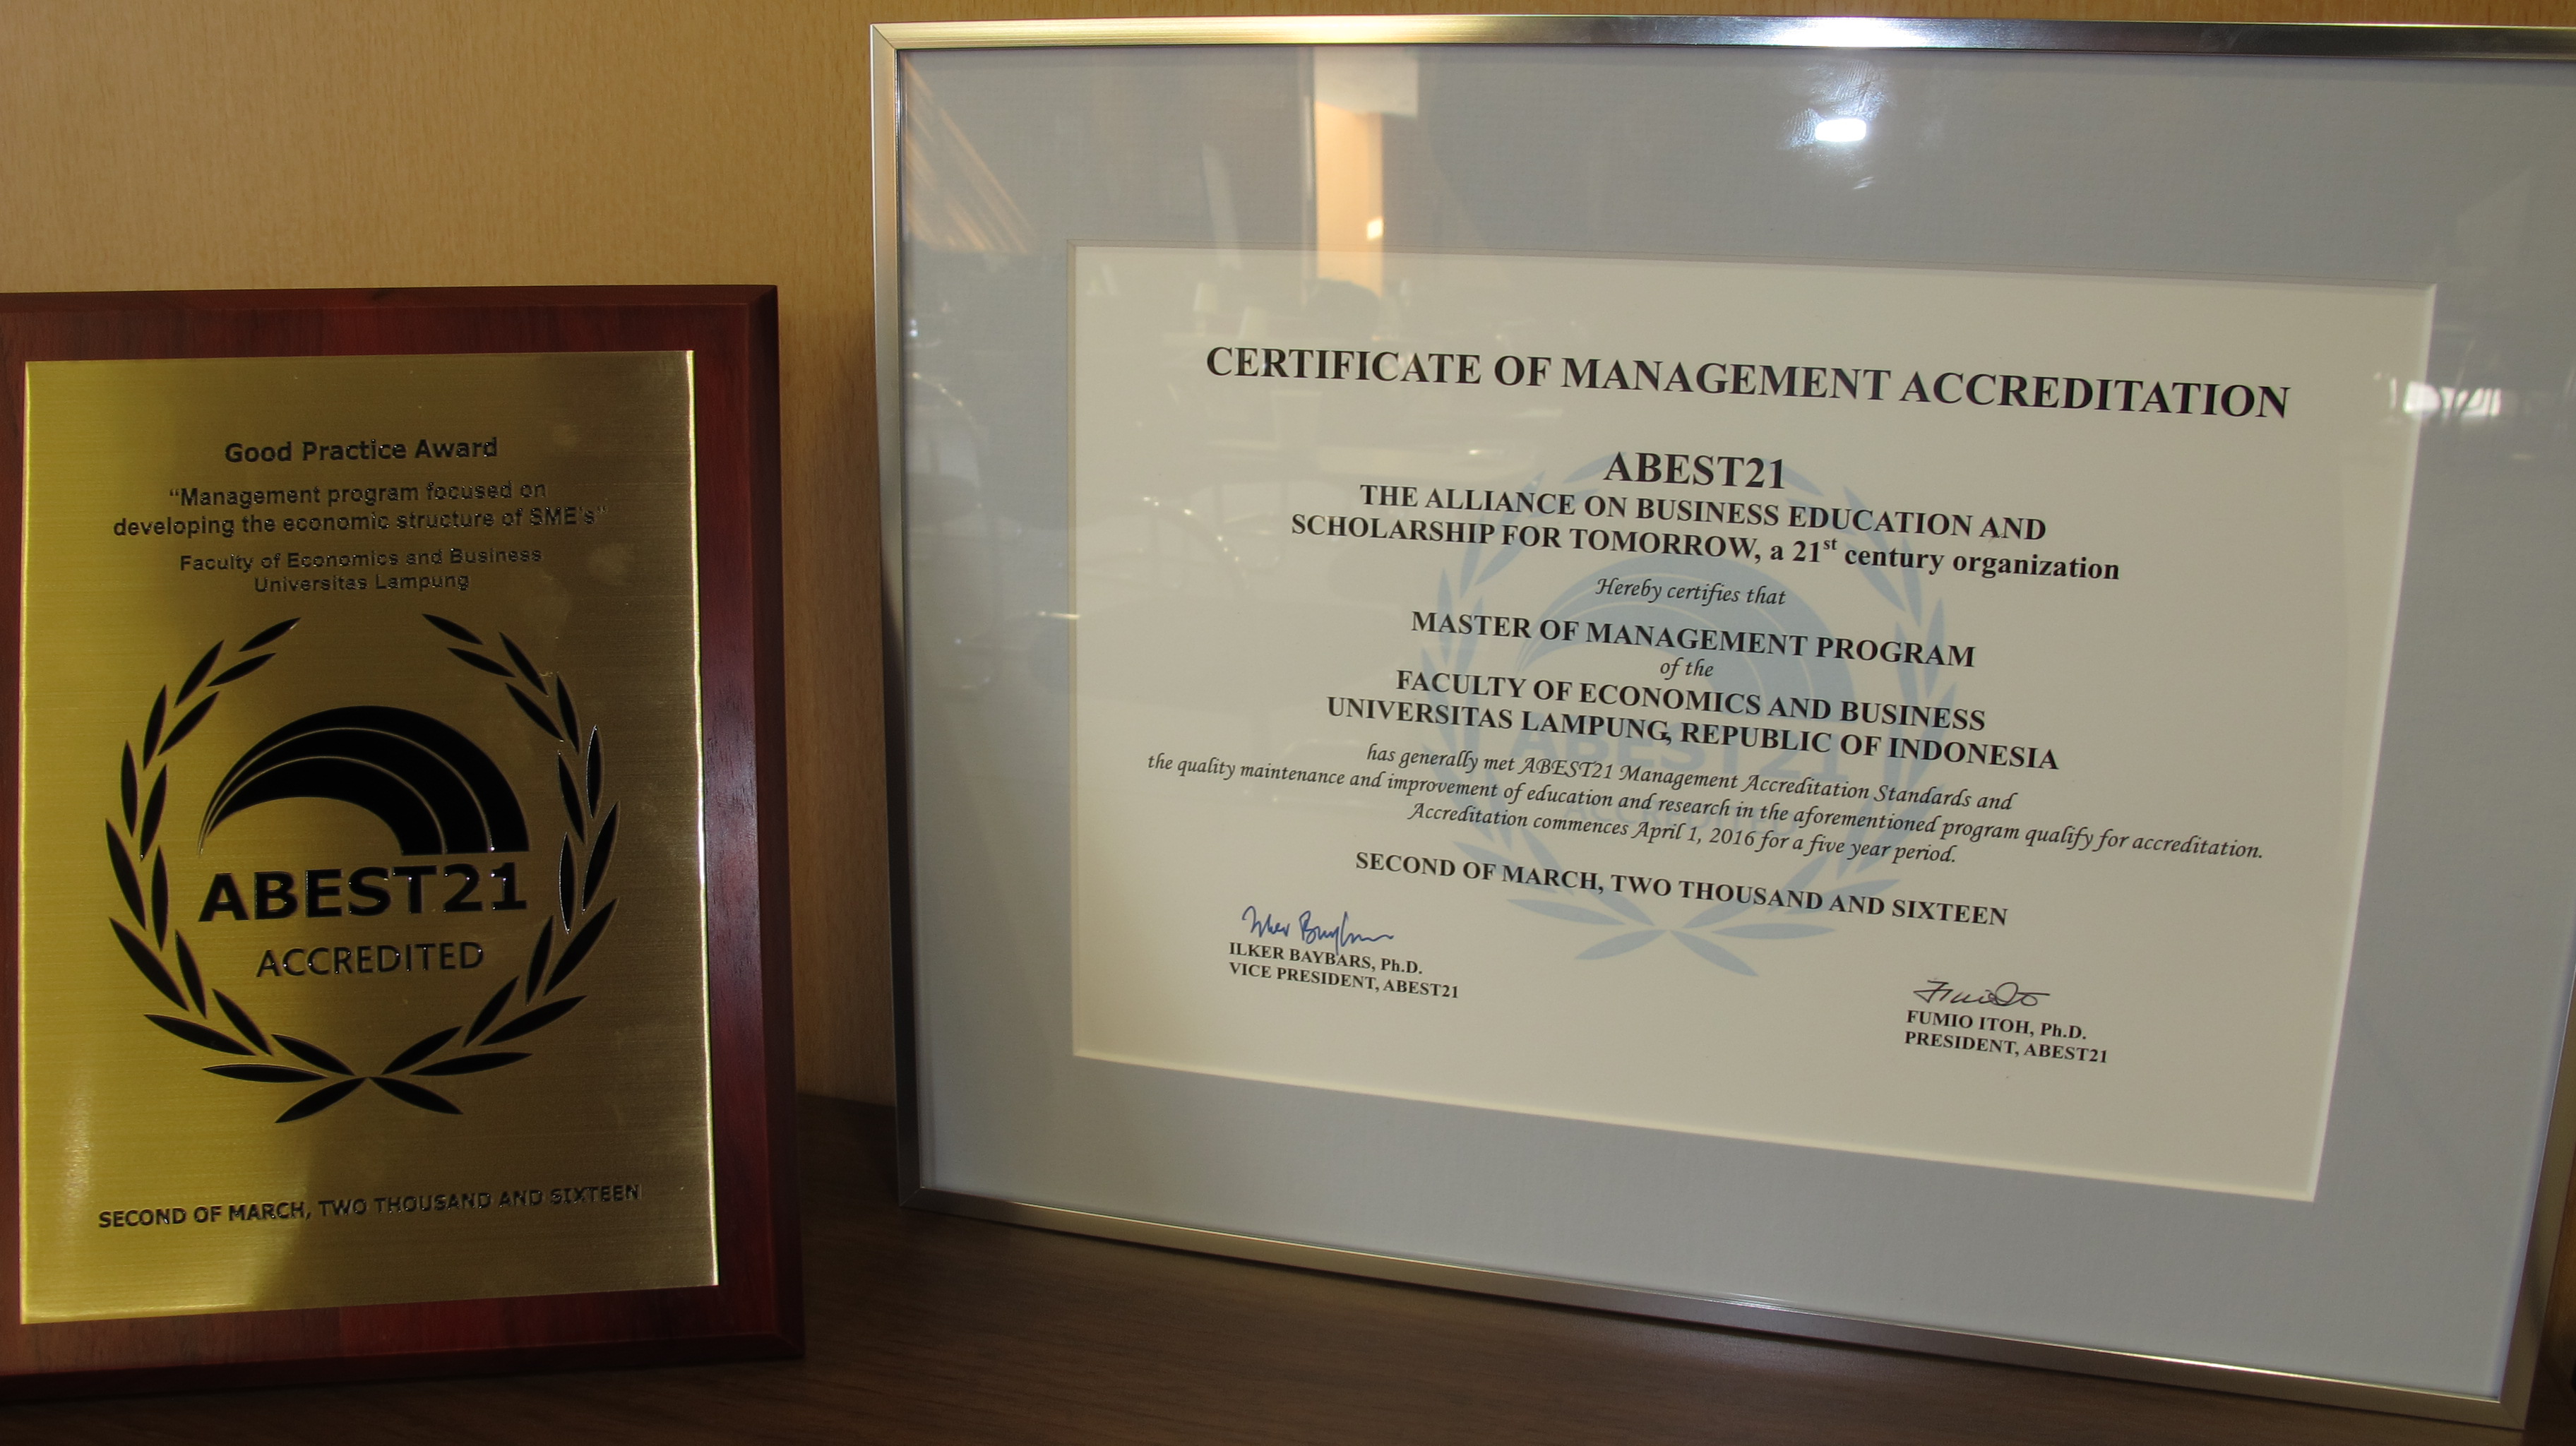 Good Practice Award
“Management program focused on
developing the economic structure of SME's”
Faculty of Economics and Business
Universitas Lampung
ABEST21
ACCREDITED
SECOND OF MARCH, TWO THOUSAND AND SIXTEEN
CERTIFICATE OF MANAGEMENT ACCREDITATION
ABEST21
THE ALLIANCE ON BUSINESS EDUCATION AND
SCHOLARSHIP FOR TOMORROW, a 21st century organization
Hereby certifies that
MASTER OF MANAGEMENT PROGRAM
of the
FACULTY OF ECONOMICS AND BUSINESS
UNIVERSITAS LAMPUNG, REPUBLIC OF INDONESIA
has generally met ABEST21 Management Accreditation Standards and
the quality maintenance and improvement of education and research in the aforementioned program qualify for accreditation.
Accreditation commences April 1, 2016 for a five year period.
SECOND OF MARCH, TWO THOUSAND AND SIXTEEN
ILKER BAYBARS, Ph.D.
VICE PRESIDENT, ABEST21
FUMIO ITOH, Ph.D.
PRESIDENT, ABEST21